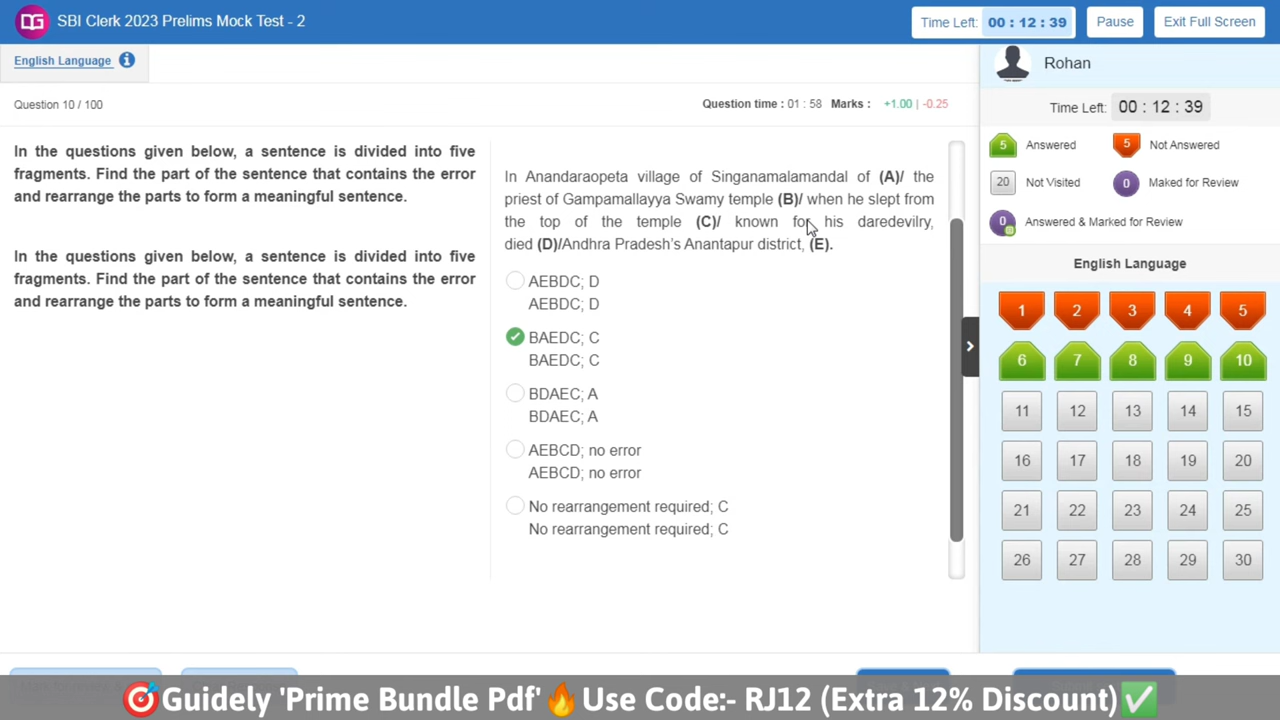 SBI Clerk 2023 Prelims Mock Test - 2
Time Left: 00 : 12 : 39
Pause
Exit Full Screen
English Language
Rohan
Question 10 / 100
Question time : 01 : 58 Marks : +1.00 | -0.25
Time Left: 00 : 12 : 39
5 Answered
5 Not Answered
20 Not Visited
0 Maked for Review
0 Answered & Marked for Review
In the questions given below, a sentence is divided into five
fragments. Find the part of the sentence that contains the error
and rearrange the parts to form a meaningful sentence.
In the questions given below, a sentence is divided into five
fragments. Find the part of the sentence that contains the error
and rearrange the parts to form a meaningful sentence.
In Anandaraopeta village of Singanamalamandal of (A)/ the
priest of Gampamallayya Swamy temple (B)/ when he slept from
the top of the temple (C)/ known for his daredevilry,
died (D)/Andhra Pradesh's Anantapur district, (E).
AEBDC; D
AEBDC; D
BAEDC; C
BAEDC; C
BDAEC; A
BDAEC; A
AEBCD; no error
AEBCD; no error
No rearrangement required; C
No rearrangement required; C
English Language
1 2 3 4 5
6 7 8 9 10
11 12 13 14 15
16 17 18 19 20
21 22 23 24 25
26 27 28 29 30
🎯Guidely 'Prime Bundle Pdf'🔥Use Code:- RJ12 (Extra 12% Discount)✅